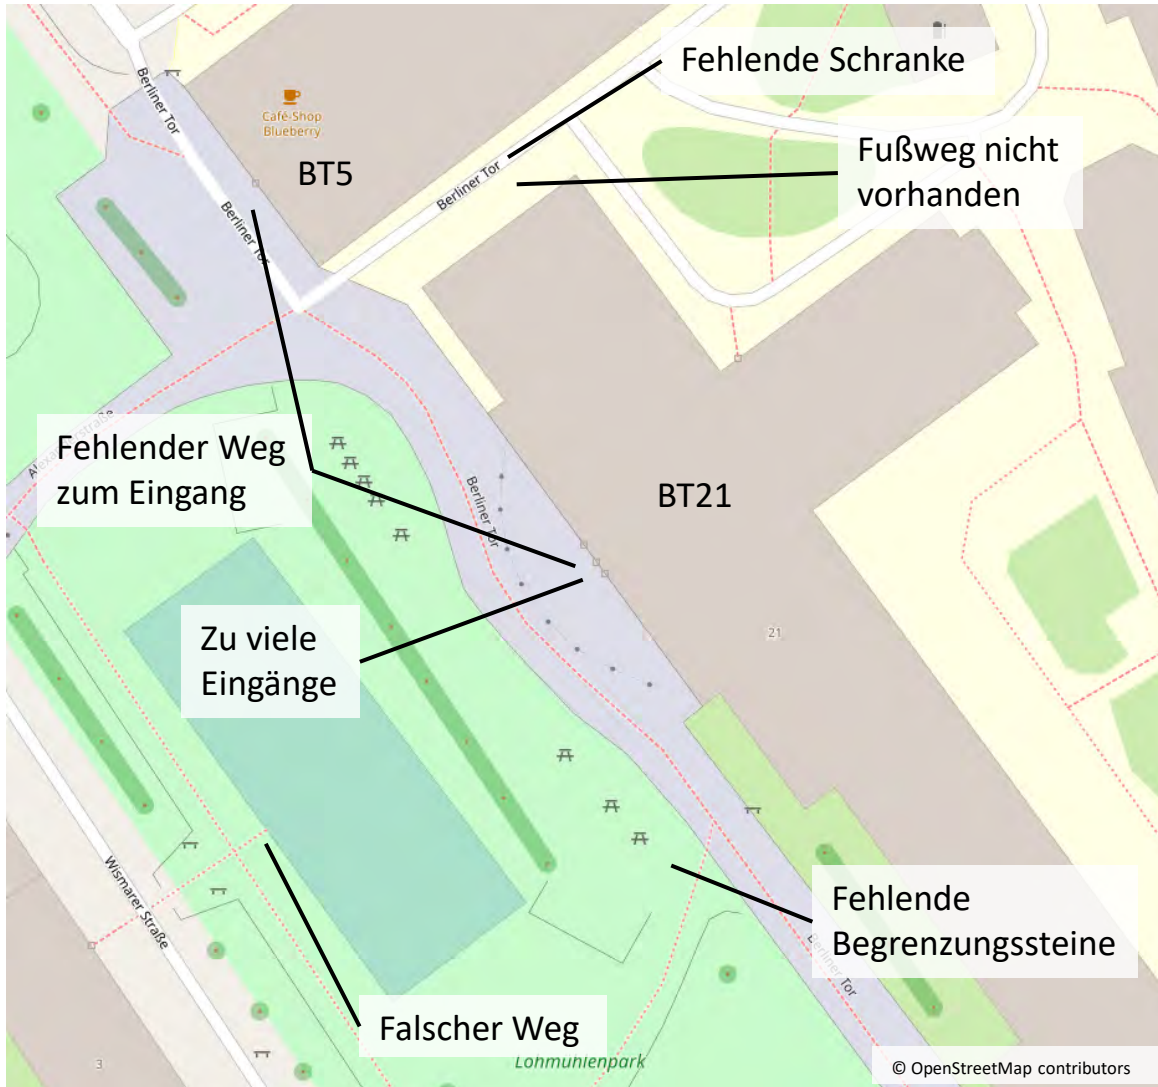 Fehlende Schranke
Berliner Tor
Café-Shop
Blueberry
Fußweg nicht
vorhanden
BT5
Berliner Tor
Berliner Tor
Fehlender Weg
zum Eingang
Berliner Tor
BT21
Zu viele
Eingänge
21
Wismarer Straße
Fehlende
Begrenzungssteine
Berliner Tor
Falscher Weg
Lohmühlenpark
3
© OpenStreetMap contributors